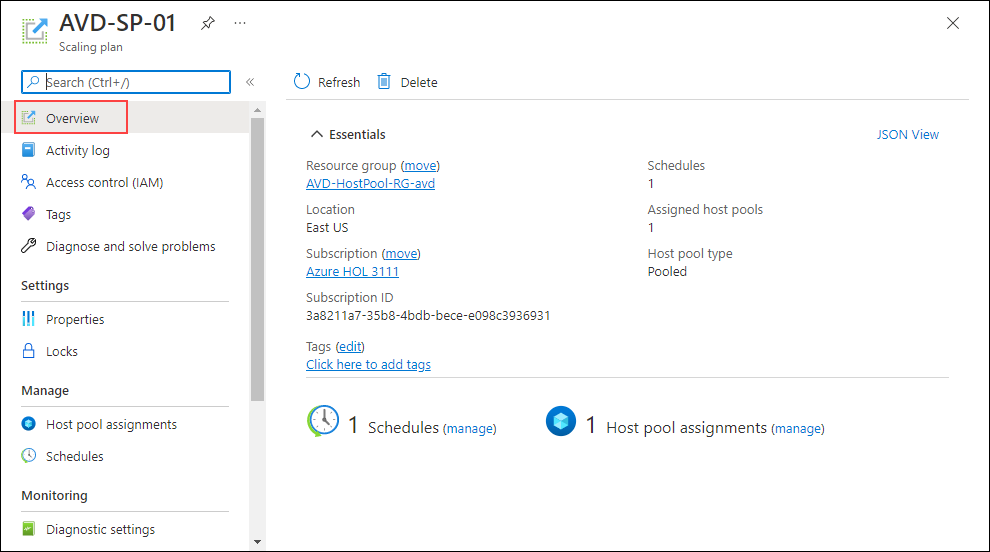 AVD-SP-01 ...
Scaling plan
Search (Ctrl+/)
«
Overview
Activity log
Access control (IAM)
Tags
Diagnose and solve problems
Settings
Properties
Locks
Manage
Host pool assignments
Schedules
Monitoring
Diagnostic settings
Refresh Delete
Essentials JSON View
Resource group (move)
AVD-HostPool-RG-avd
Location
East US
Subscription (move)
Azure HOL 3111
Subscription ID
3a8211a7-35b8-4bdb-bece-e098c3936931
Tags (edit)
Click here to add tags
Schedules
1
Assigned host pools
1
Host pool type
Pooled
1 Schedules (manage)
1 Host pool assignments (manage)